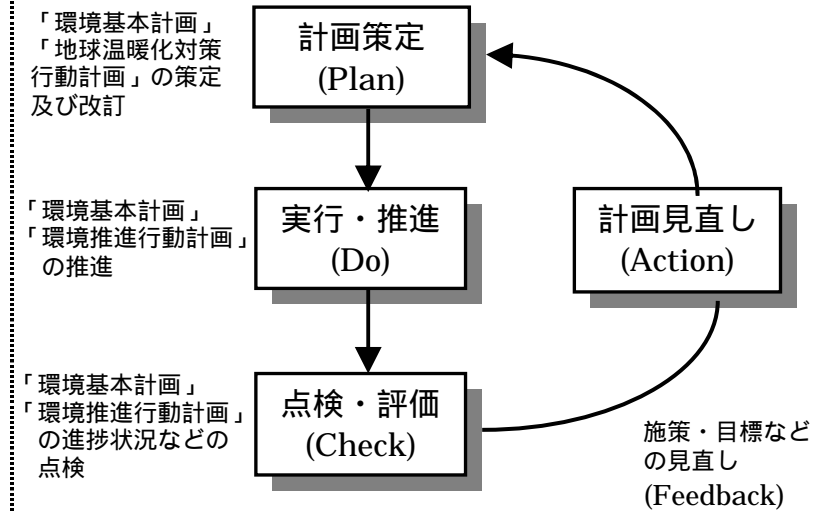 「環境基本計画」
「地球温暖化対策
行動計画」の策定
及び改訂
計画策定
(Plan)
「環境基本計画」
「環境推進行動計画」
の推進
実行・推進
(Do)
計画見直し
(Action)
「環境基本計画」
「環境推進行動計画」
の進捗状況などの
点検
点検・評価
(Check)
施策・目標など
の見直し
(Feedback)